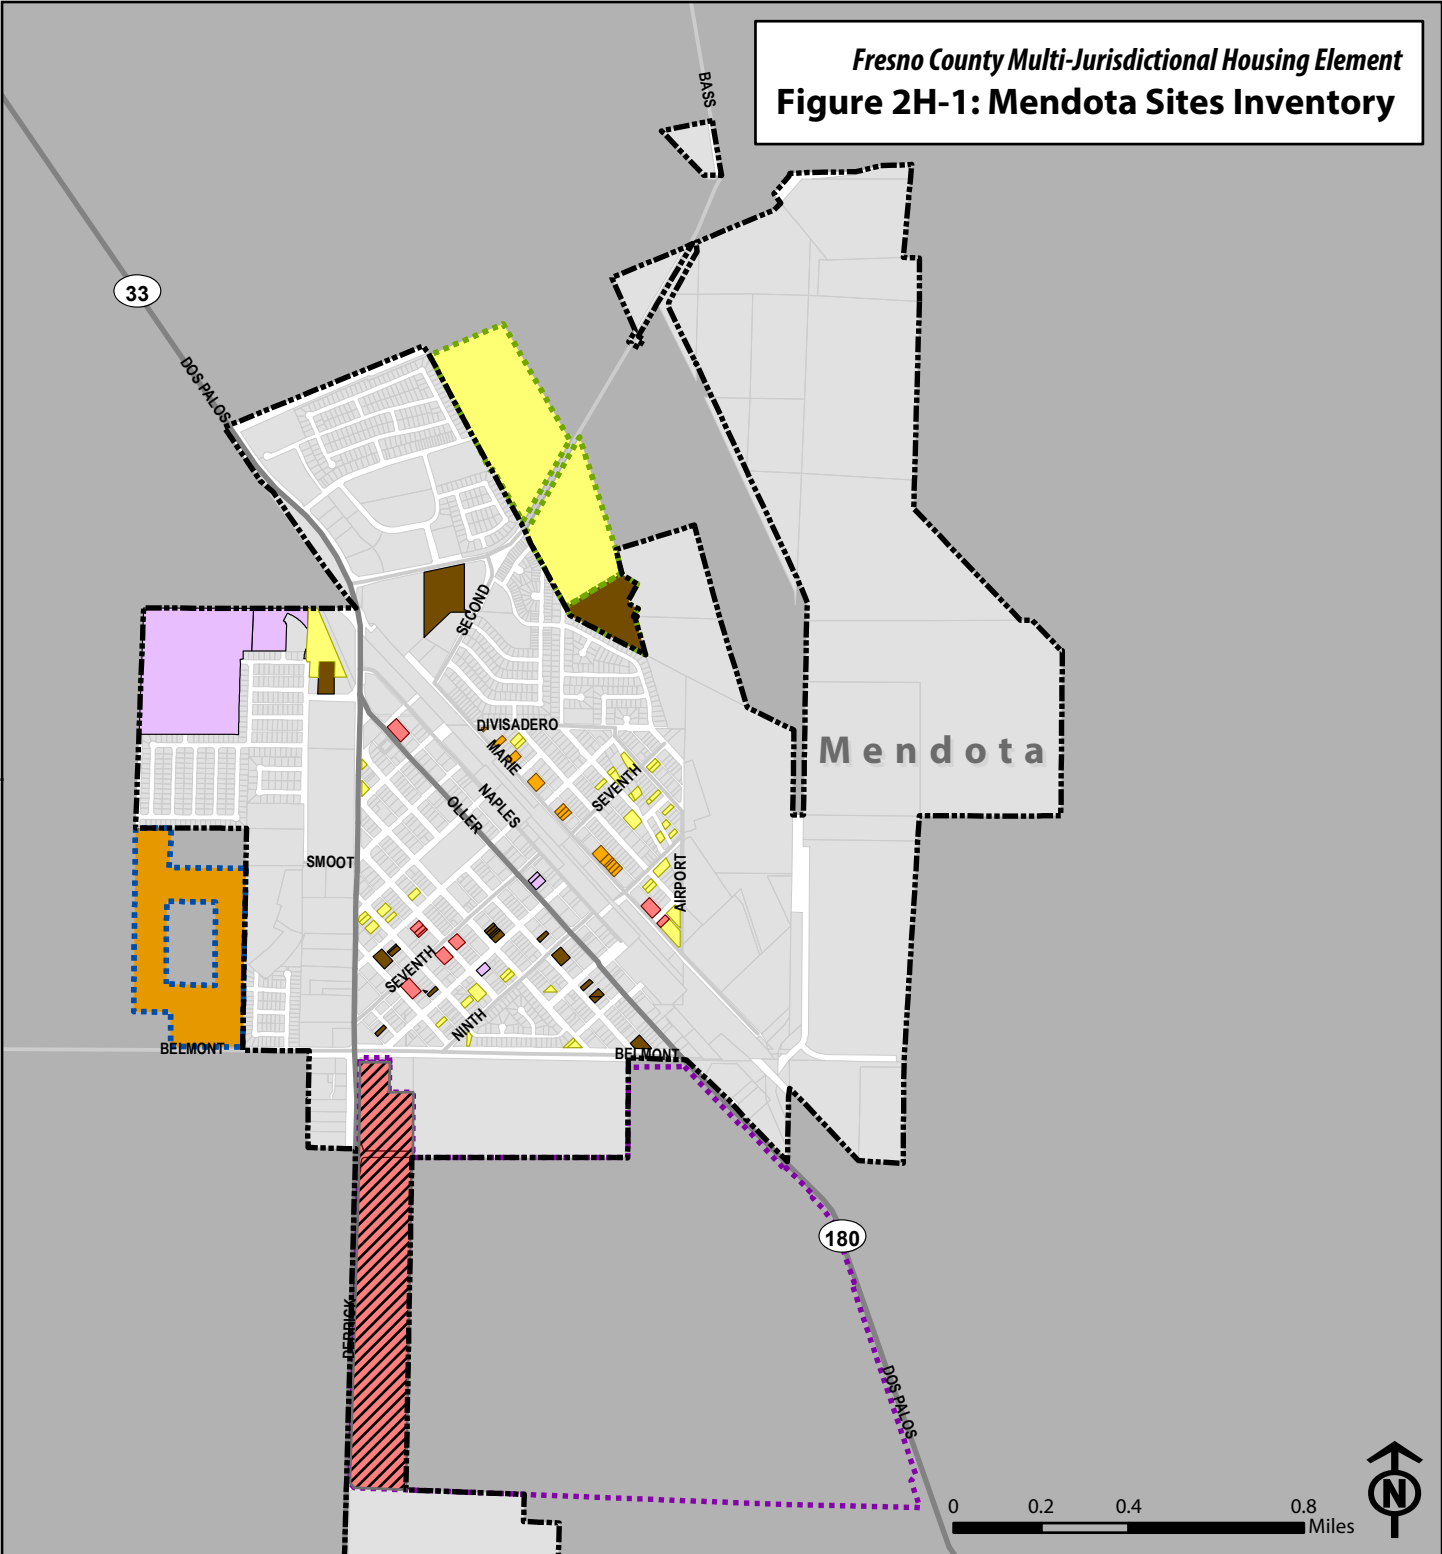 Fresno County Multi-Jurisdictional Housing Element
Figure 2H-1: Mendota Sites Inventory
BASS
33
DOS PALOS
SECOND
DIVISADERO
MARIE
Mendota
SEVENTH
NAPLES
OLLER
SMOOT
AIRPORT
SEVENTH
NINTH
BELMONT
BELMONT
180
DERRICK
DOS PALOS
N
0 0.2 0.4 0.8
Miles